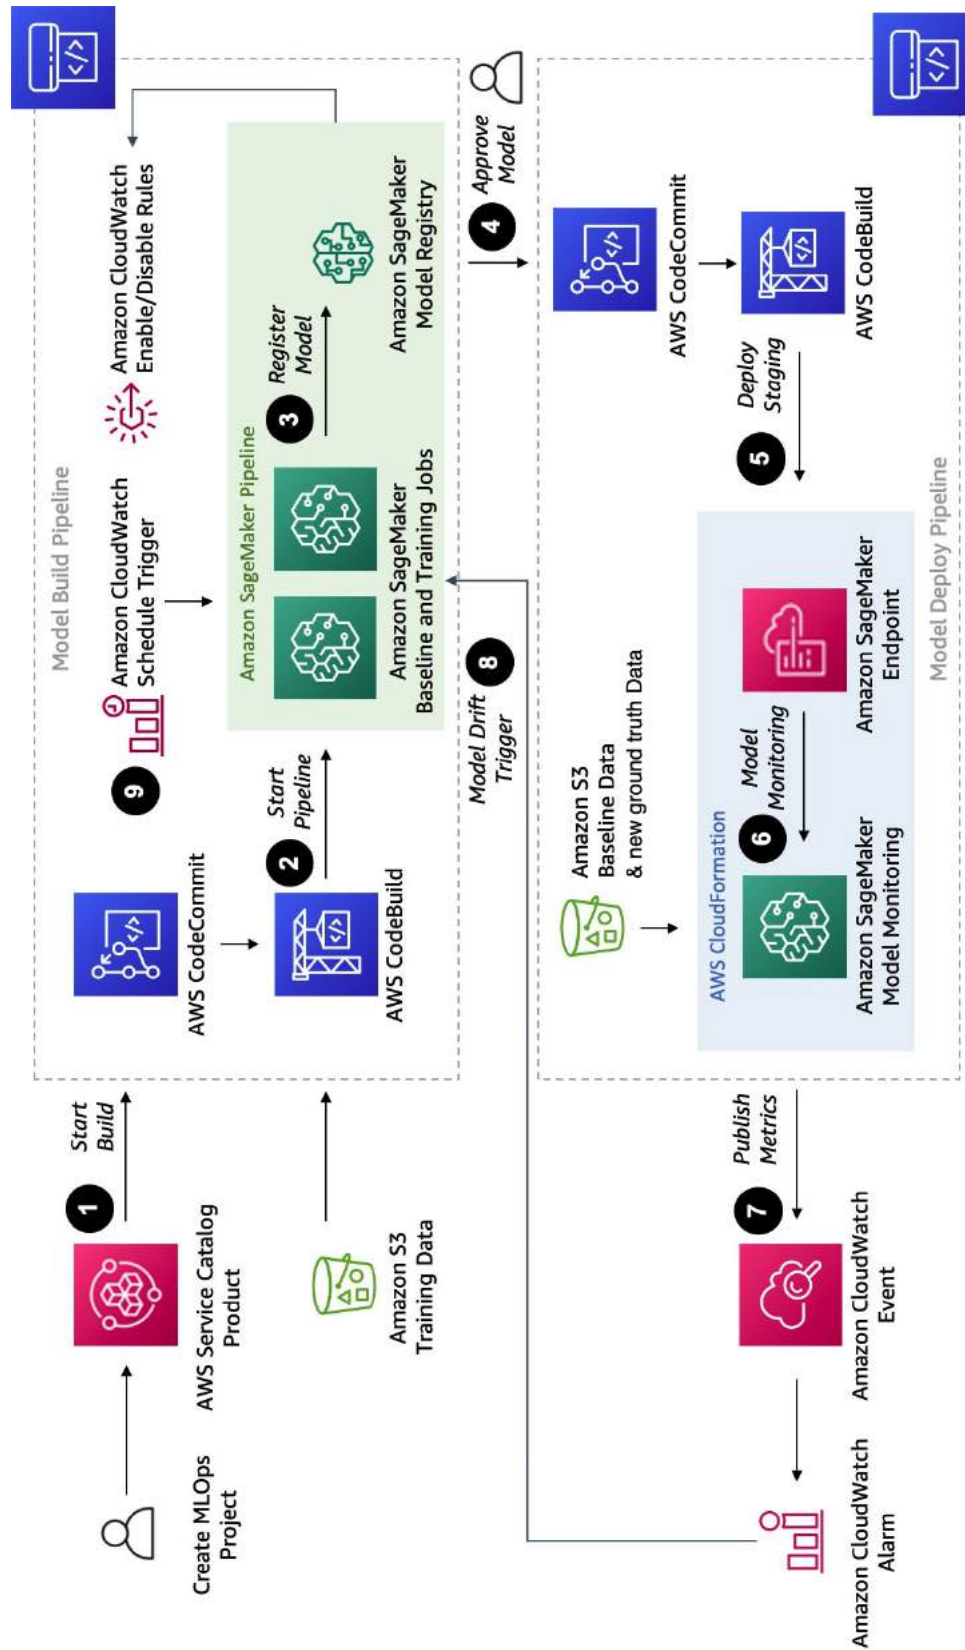 Create MLOps
Project
AWS Service Catalog
Product
1
Start
Build
Amazon S3
Training Data
Model Build Pipeline
AWS CodeCommit
AWS CodeBuild
2
Start
Pipeline
9
Amazon CloudWatch
Schedule Trigger
Amazon CloudWatch
Enable/Disable Rules
Amazon SageMaker Pipeline
Amazon SageMaker
Baseline and Training Jobs
3
Register
Model
Amazon SageMaker
Model Registry
4
Approve
Model
Model Drift
Trigger
8
AWS CodeCommit
AWS CodeBuild
5
Deploy
Staging
Amazon S3
Baseline Data
& new ground truth Data
AWS CloudFormation
Amazon SageMaker
Model Monitoring
6
Model
Monitoring
Amazon SageMaker
Endpoint
Model Deploy Pipeline
7
Publish
Metrics
Amazon CloudWatch
Event
Amazon CloudWatch
Alarm